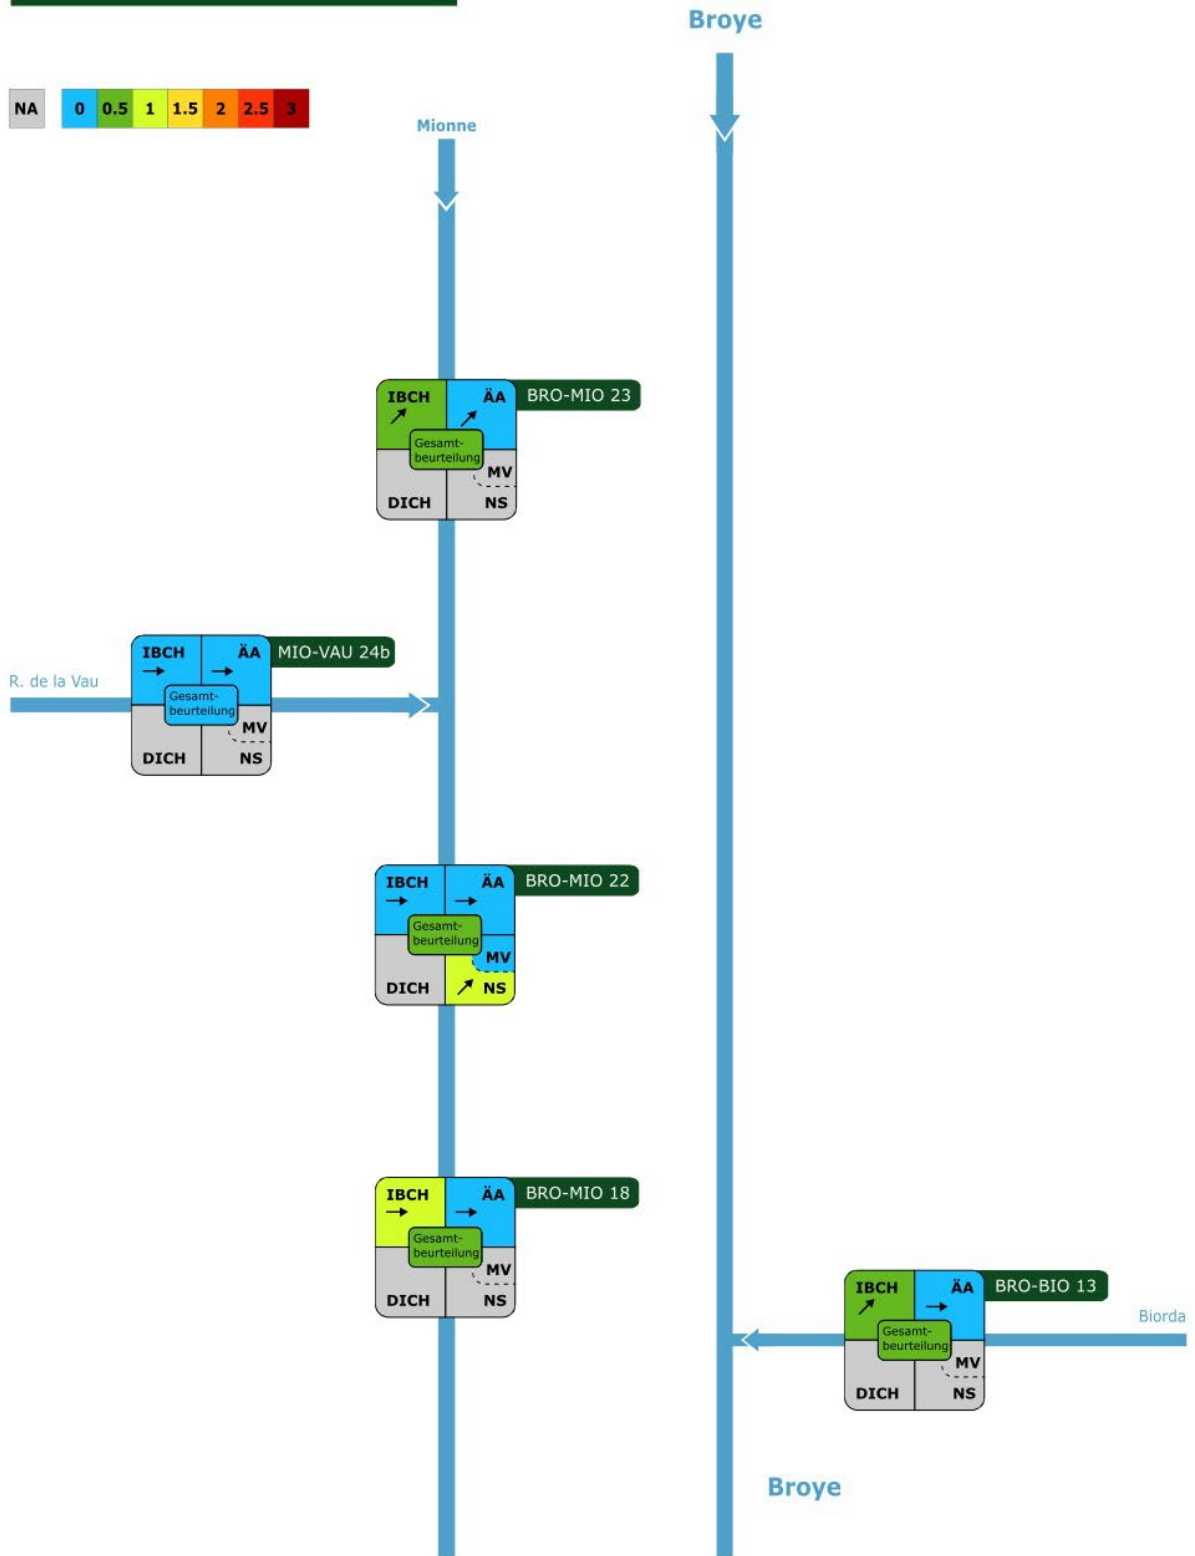 Broye
NA 0 0.5 1 1.5 2 2.5 3
Mionne
IBCH ÄA BRO-MIO 23
Gesamt-
beurteilung
MV
DICH NS
IBCH ÄA MIO-VAU 24b
R. de la Vau
Gesamt-
beurteilung
MV
DICH NS
IBCH ÄA BRO-MIO 22
Gesamt-
beurteilung
MV
DICH NS
IBCH ÄA BRO-MIO 18
Gesamt-
beurteilung
MV
DICH NS
IBCH ÄA BRO-BIO 13
Biorda
Gesamt-
beurteilung
MV
DICH NS
Broye